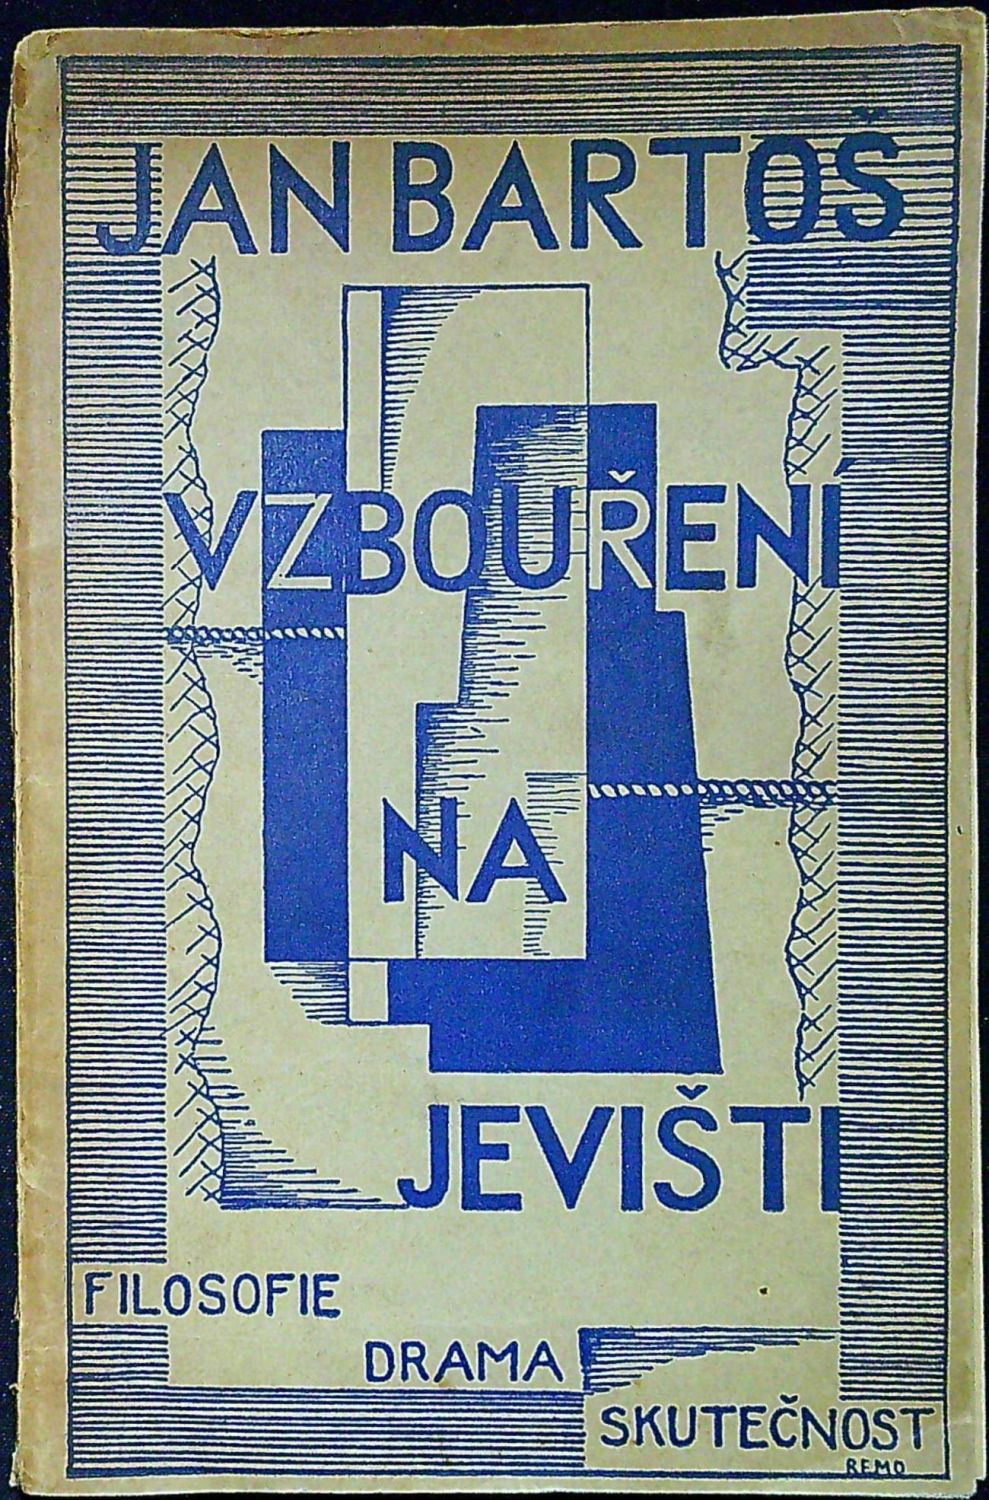 JAN BARTOŠ
VZBOUŘENÍ
NA
JEVIŠTI
FILOSOFIE
DRAMA
SKUTEČNOST
REMO